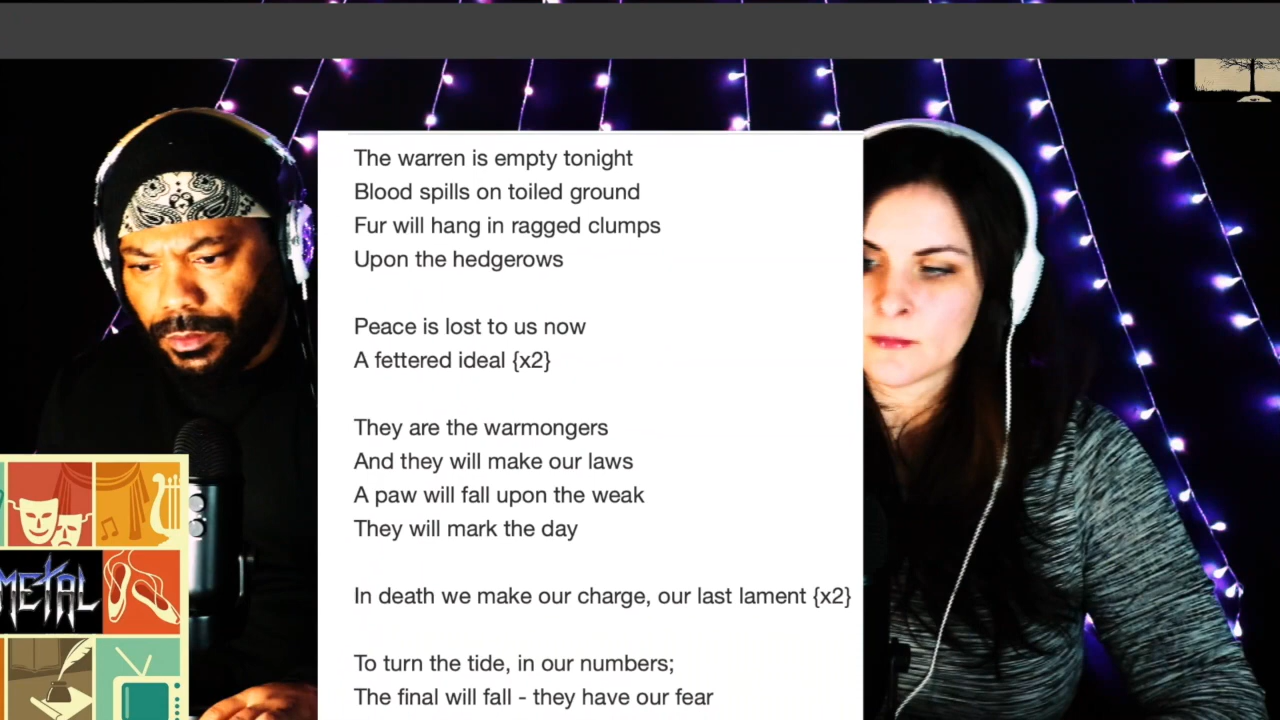 The warren is empty tonight
Blood spills on toiled ground
Fur will hang in ragged clumps
Upon the hedgerows
Peace is lost to us now
A fettered ideal {x2}
They are the warmongers
And they will make our laws
A paw will fall upon the weak
They will mark the day
In death we make our charge, our last lament {x2}
To turn the tide, in our numbers;
The final will fall - they have our fear
METAL